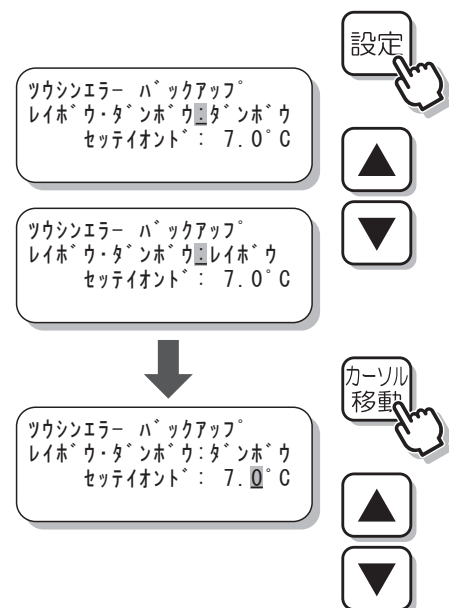 設定
ツウシンエラー バックアップ
レイボウ・ダンボウ:ダンボウ
セッテイオンド: 7.0°C
▲
▼
ツウシンエラー バックアップ
レイボウ・ダンボウ:レイボウ
セッテイオンド: 7.0°C
カーソル
移動
ツウシンエラー バックアップ
レイボウ・ダンボウ:ダンボウ
セッテイオンド: 7.0°C
▲
▼